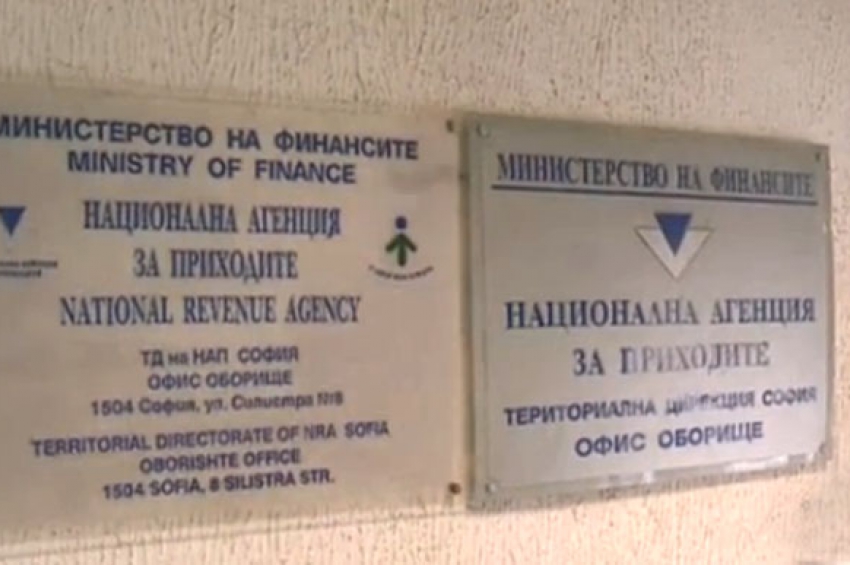 МИНИСТЕРСТВО НА ФИНАНСИТЕ
MINISTRY OF FINANCE
НАЦИОНАЛНА АГЕНЦИЯ
ЗА ПРИХОДИТЕ
NATIONAL REVENUE AGENCY
ТД на НАП СОФИЯ
ОФИС ОБОРИЩЕ
1504 София, ул. Силистра №8
TERRITORIAL DIRECTORATE OF NRA SOFIA
OBORISHTE OFFICE
1504 SOFIA, 8 SILISTRA STR.
МИНИСТЕРСТВО НА ФИНАНСИТЕ
НАЦИОНАЛНА АГЕНЦИЯ
ЗА ПРИХОДИТЕ
ТЕРИТОРИАЛНА ДИРЕКЦИЯ СОФИЯ
ОФИС ОБОРИЩЕ